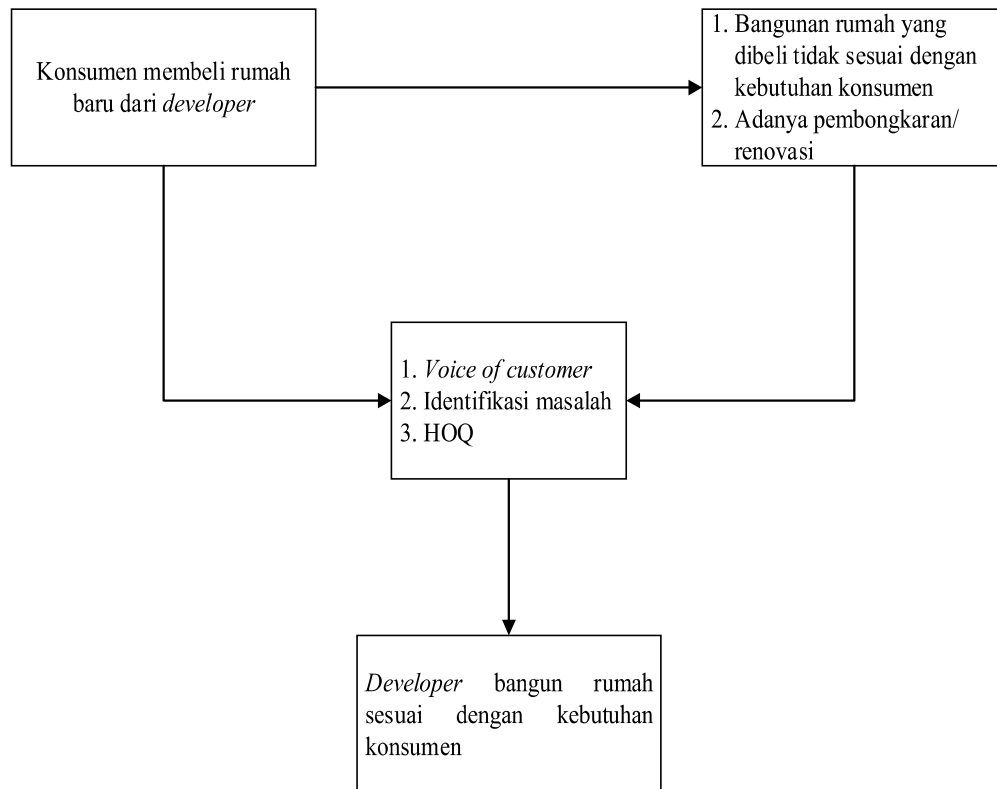 Konsumen membeli rumah
baru dari developer
1. Bangunan rumah yang
dibeli tidak sesuai dengan
kebutuhan konsumen
2. Adanya pembongkaran/
renovasi
1. Voice of customer
2. Identifikasi masalah
3. HOQ
Developer bangun rumah
sesuai dengan kebutuhan
konsumen